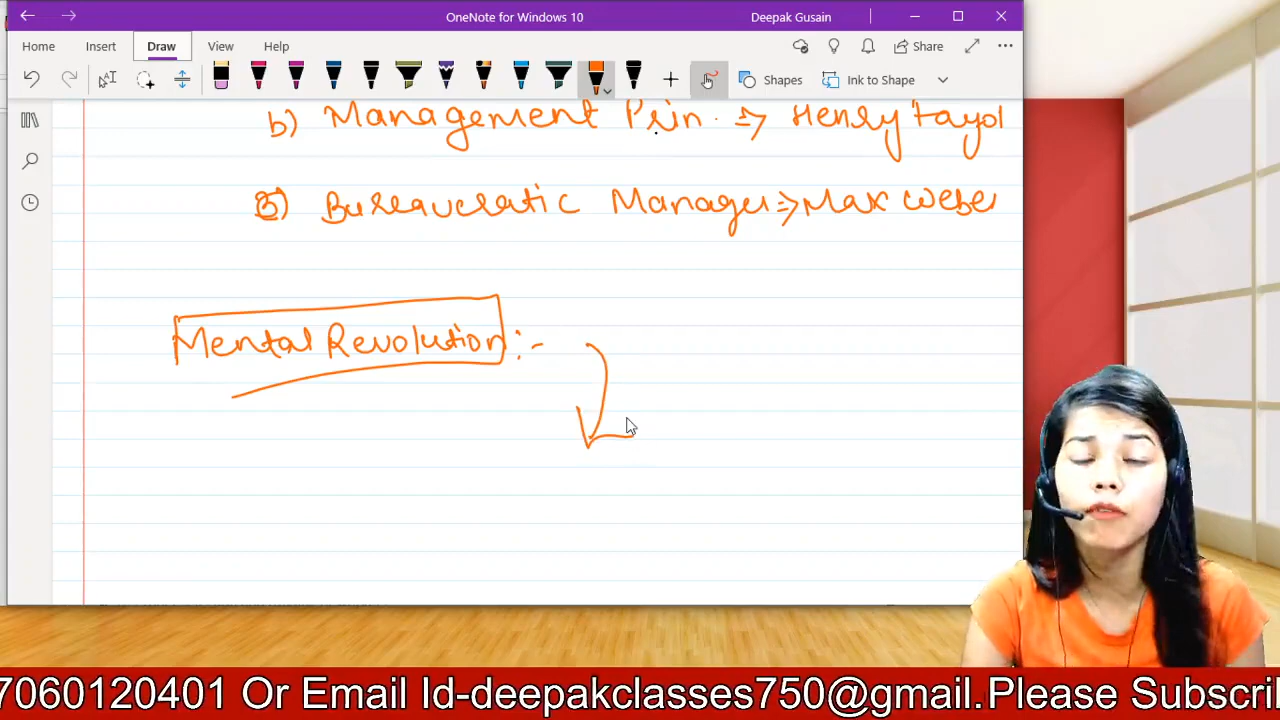 OneNote for Windows 10
Deepak Gusain
Home Insert Draw View Help
Share
Shapes
Ink to Shape
b) Management Prin. => Henry Fayol
3) Bureaucratic Manager => Max Weber
Mental Revolution :-
7060120401 Or Email Id-deepakclasses750@gmail.Please Subscri